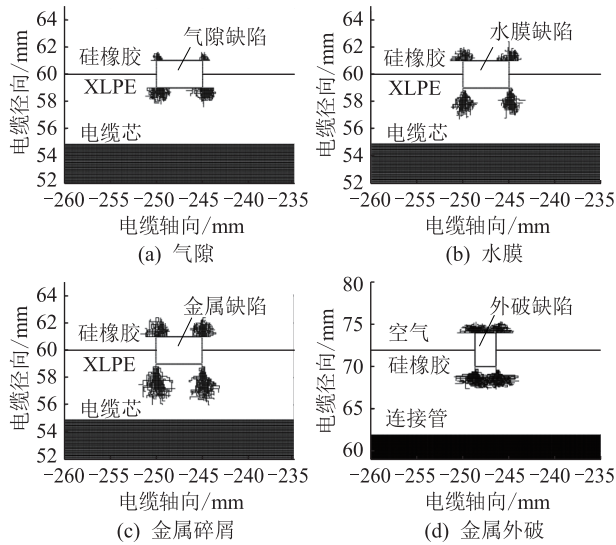 电缆径向/mm
64
62
60
58
56
54
52
硅橡胶
气隙缺陷
XLPE
电缆芯
-260 -255 -250 -245 -240 -235
电缆轴向/mm
(a) 气隙
电缆径向/mm
64
62
60
58
56
54
52
硅橡胶
水膜缺陷
XLPE
电缆芯
-260 -255 -250 -245 -240 -235
电缆轴向/mm
(b) 水膜
电缆径向/mm
64
62
60
58
56
54
52
硅橡胶
金属缺陷
XLPE
电缆芯
-260 -255 -250 -245 -240 -235
电缆轴向/mm
(c) 金属碎屑
电缆径向/mm
80
75
70
65
60
空气
外破缺陷
硅橡胶
连接管
-260 -255 -250 -245 -240 -235
电缆轴向/mm
(d) 金属外破